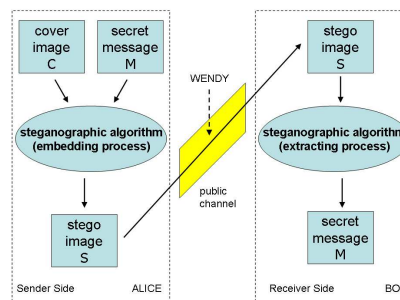 cover
image
C
secret
message
M
steganographic algorithm
(embedding process)
stego
image
S
Sender Side ALICE
WENDY
public
channel
stego
image
S
steganographic algorithm
(extracting process)
secret
message
M
Receiver Side BO